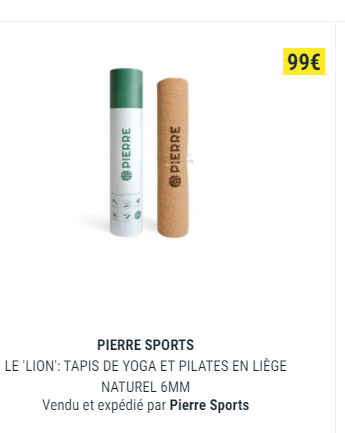 99€
PIERRE
PIERRE
PIERRE SPORTS
LE 'LION': TAPIS DE YOGA ET PILATES EN LIÈGE
NATUREL 6MM
Vendu et expédié par Pierre Sports